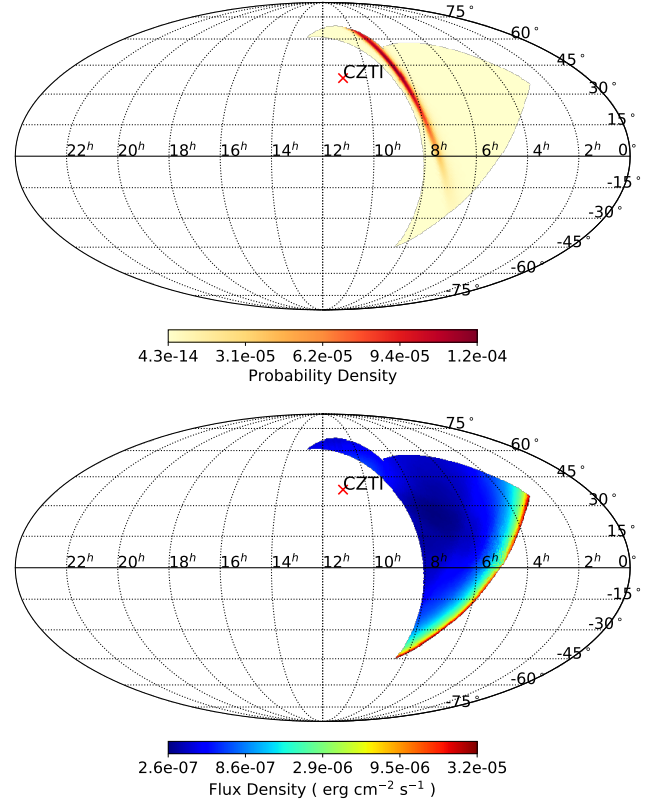 75°
60°
45°
CZTI
30°
15°
22ʰ 20ʰ 18ʰ 16ʰ 14ʰ 12ʰ 10ʰ 8ʰ 6ʰ 4ʰ 2ʰ 0°
-15°
-30°
-45°
-60°
-75°
4.3e-14 3.1e-05 6.2e-05 9.4e-05 1.2e-04
Probability Density
75°
60°
45°
CZTI
30°
15°
22ʰ 20ʰ 18ʰ 16ʰ 14ʰ 12ʰ 10ʰ 8ʰ 6ʰ 4ʰ 2ʰ 0°
-15°
-30°
-45°
-60°
-75°
2.6e-07 8.6e-07 2.9e-06 9.5e-06 3.2e-05
Flux Density ( erg cm⁻² s⁻¹ )